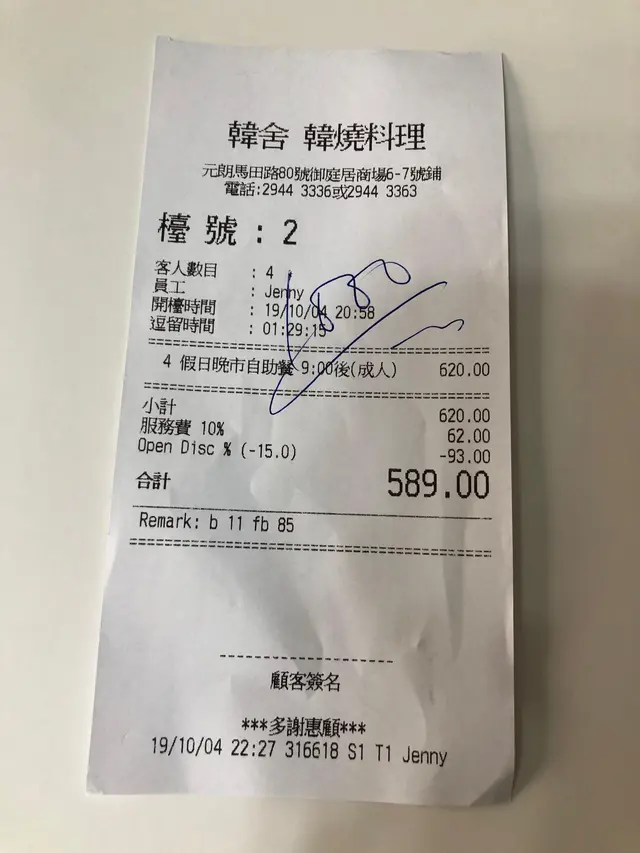 韓舍 韓燒料理
元朗馬田路80號御庭居商場6-7號鋪
電話:2944 3336或2944 3363
檯號 : 2
客人數目 : 4
員工 : Jenny
開檯時間 : 19/10/04 20:58
逗留時間 : 01:29:15
4 假日晚市自助餐 9:00後(成人) 620.00
小計 620.00
服務費 10% 62.00
Open Disc % (-15.0) -93.00
合計 589.00
Remark: b 11 fb 85
顧客簽名
***多謝惠顧***
19/10/04 22:27 316618 S1 T1 Jenny